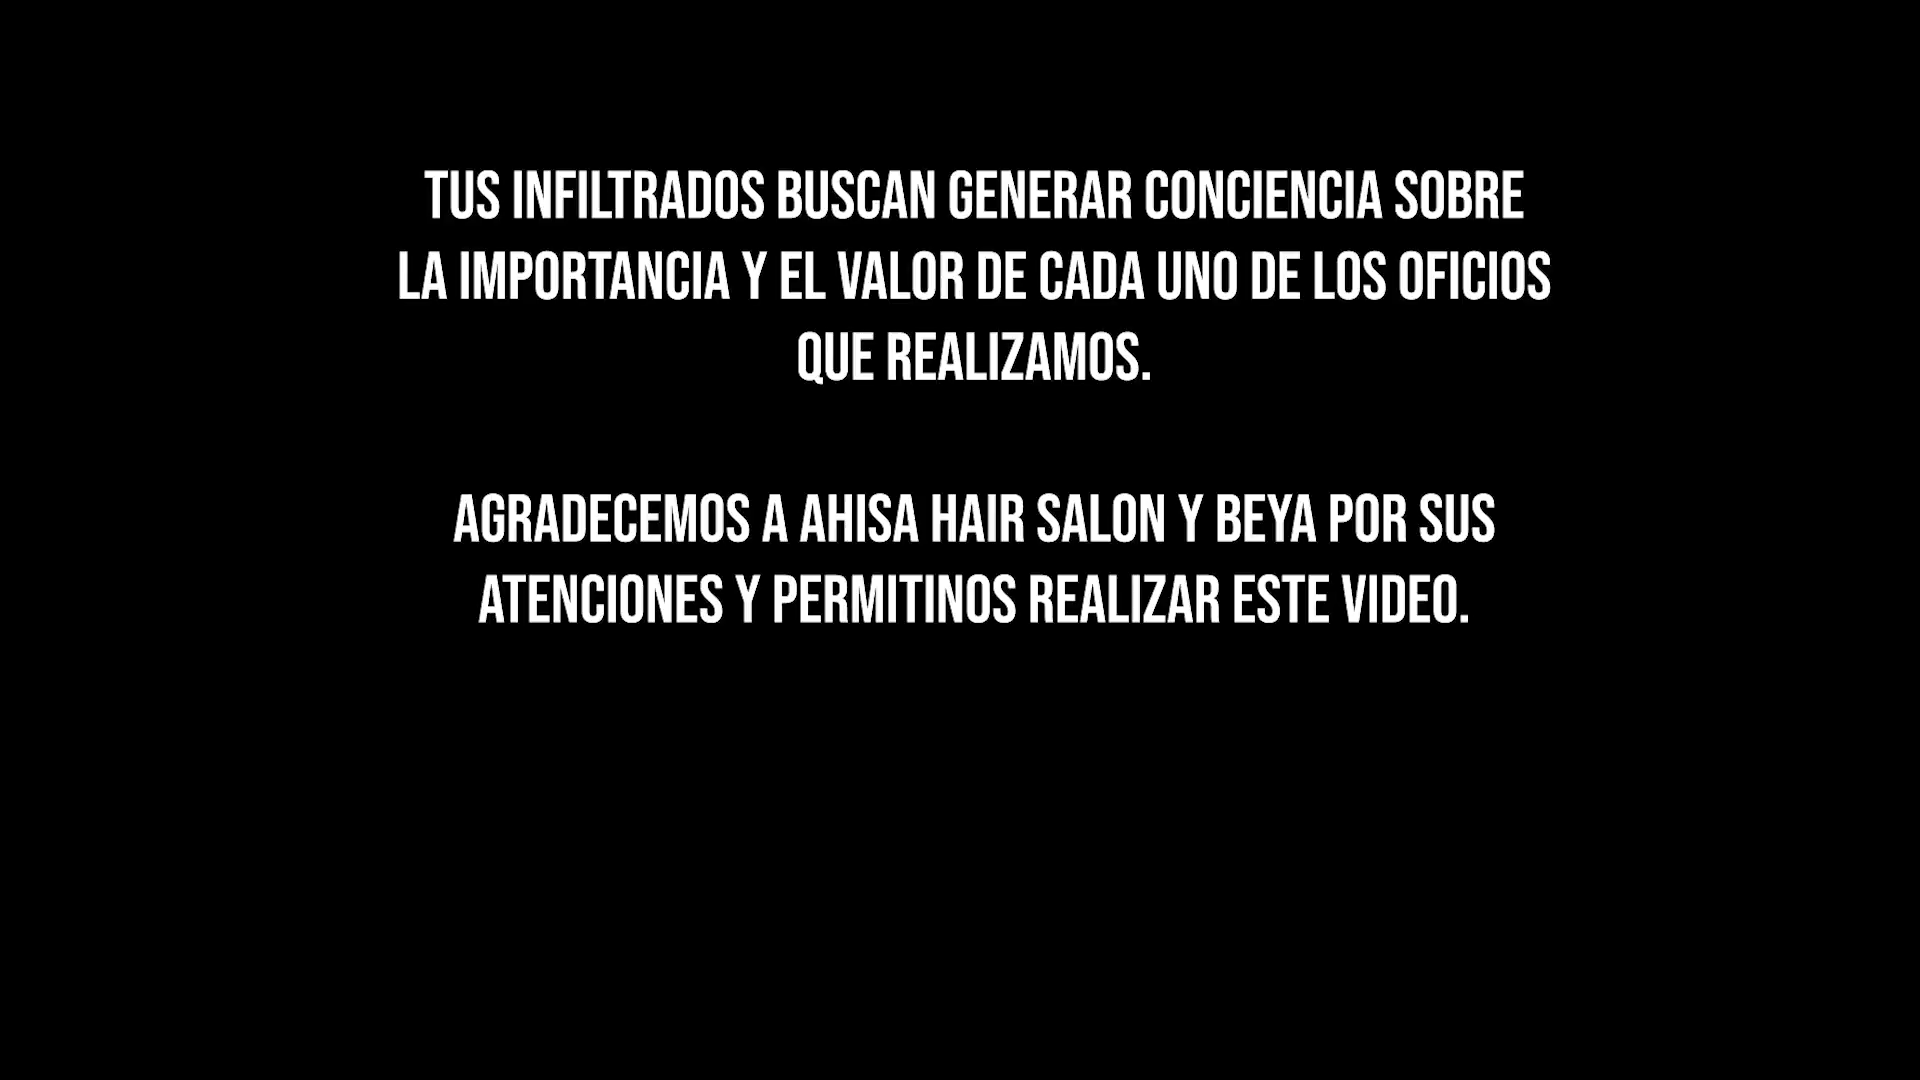 TUS INFILTRADOS BUSCAN GENERAR CONCIENCIA SOBRE
LA IMPORTANCIA Y EL VALOR DE CADA UNO DE LOS OFICIOS
QUE REALIZAMOS.
AGRADECEMOS A AHISA HAIR SALON Y BEYA POR SUS
ATENCIONES Y PERMITINOS REALIZAR ESTE VIDEO.